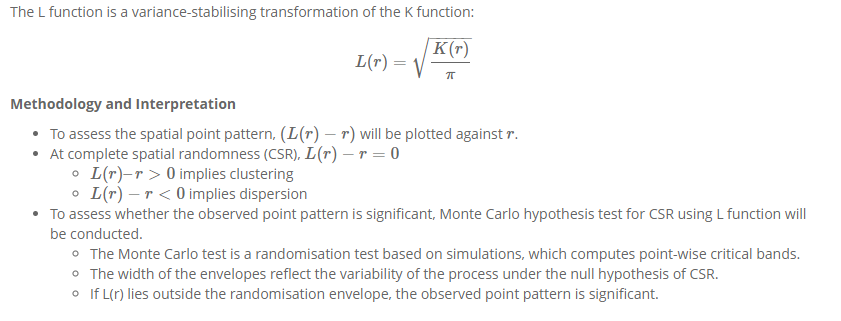 The L function is a variance-stabilising transformation of the K function:
L(r) = √(K(r)/π)
Methodology and Interpretation
• To assess the spatial point pattern, (L(r) − r) will be plotted against r.
• At complete spatial randomness (CSR), L(r) − r = 0
◦ L(r)−r > 0 implies clustering
◦ L(r) − r < 0 implies dispersion
• To assess whether the observed point pattern is significant, Monte Carlo hypothesis test for CSR using L function will
be conducted.
◦ The Monte Carlo test is a randomisation test based on simulations, which computes point-wise critical bands.
◦ The width of the envelopes reflect the variability of the process under the null hypothesis of CSR.
◦ If L(r) lies outside the randomisation envelope, the observed point pattern is significant.